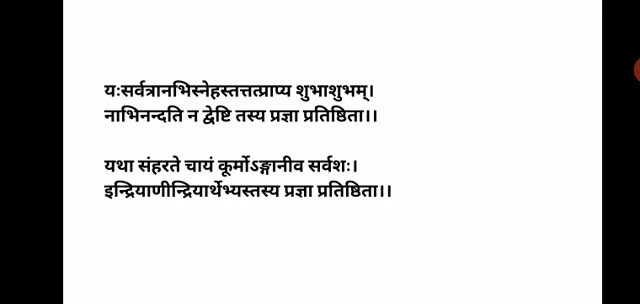 यःसर्वत्रानभिस्नेहस्तत्तत्प्राप्य शुभाशुभम्।
नाभिनन्दति न द्वेष्टि तस्य प्रज्ञा प्रतिष्ठिता।।
यथा संहरते चायं कूर्मोऽङ्गानीव सर्वशः।
इन्द्रियाणीन्द्रियार्थेभ्यस्तस्य प्रज्ञा प्रतिष्ठिता।।